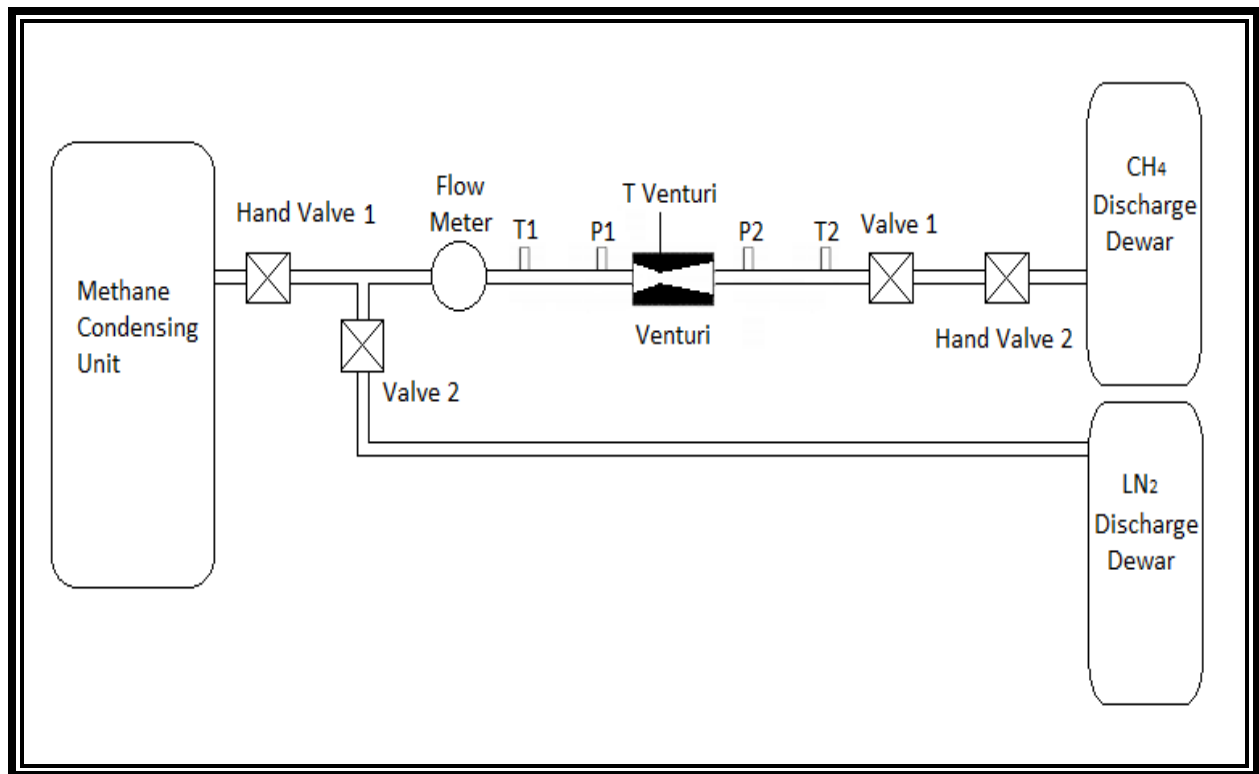 Methane
Condensing
Unit
Hand Valve 1
Flow
Meter
T1
P1
T Venturi
Venturi
P2
T2
Valve 1
Hand Valve 2
CH4
Discharge
Dewar
Valve 2
LN2
Discharge
Dewar